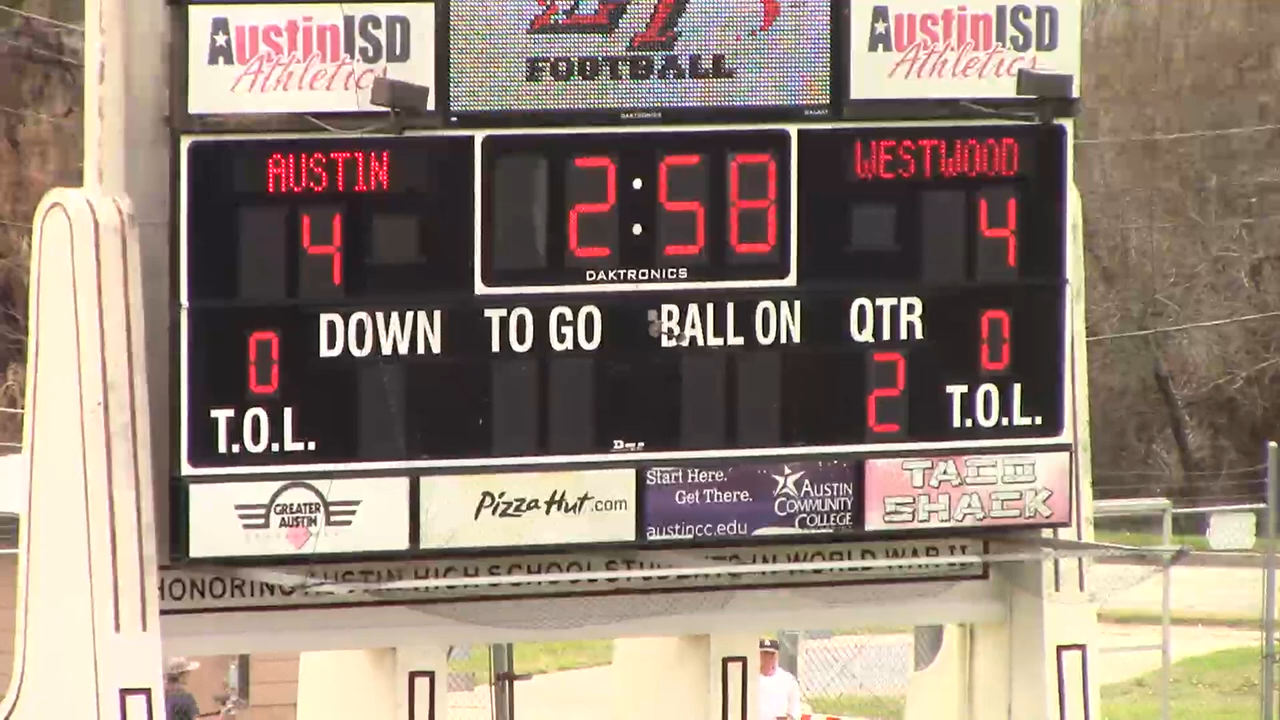 AustinISD
Athletics
FOOTBALL
DAKTRONICS
AustinISD
Athletics
AUSTIN
2:58
WESTWOOD
4
4
DAKTRONICS
DOWN TO GO BALL ON QTR
0
0
2
T.O.L.
T.O.L.
GREATER
AUSTIN
PizzaHut.com
Start Here.
Get There.
austincc.edu
AUSTIN
COMMUNITY
COLLEGE
TACO
SHACK
HONORING AUSTIN HIGH SCHOOL STUDENTS IN WORLD WAR II